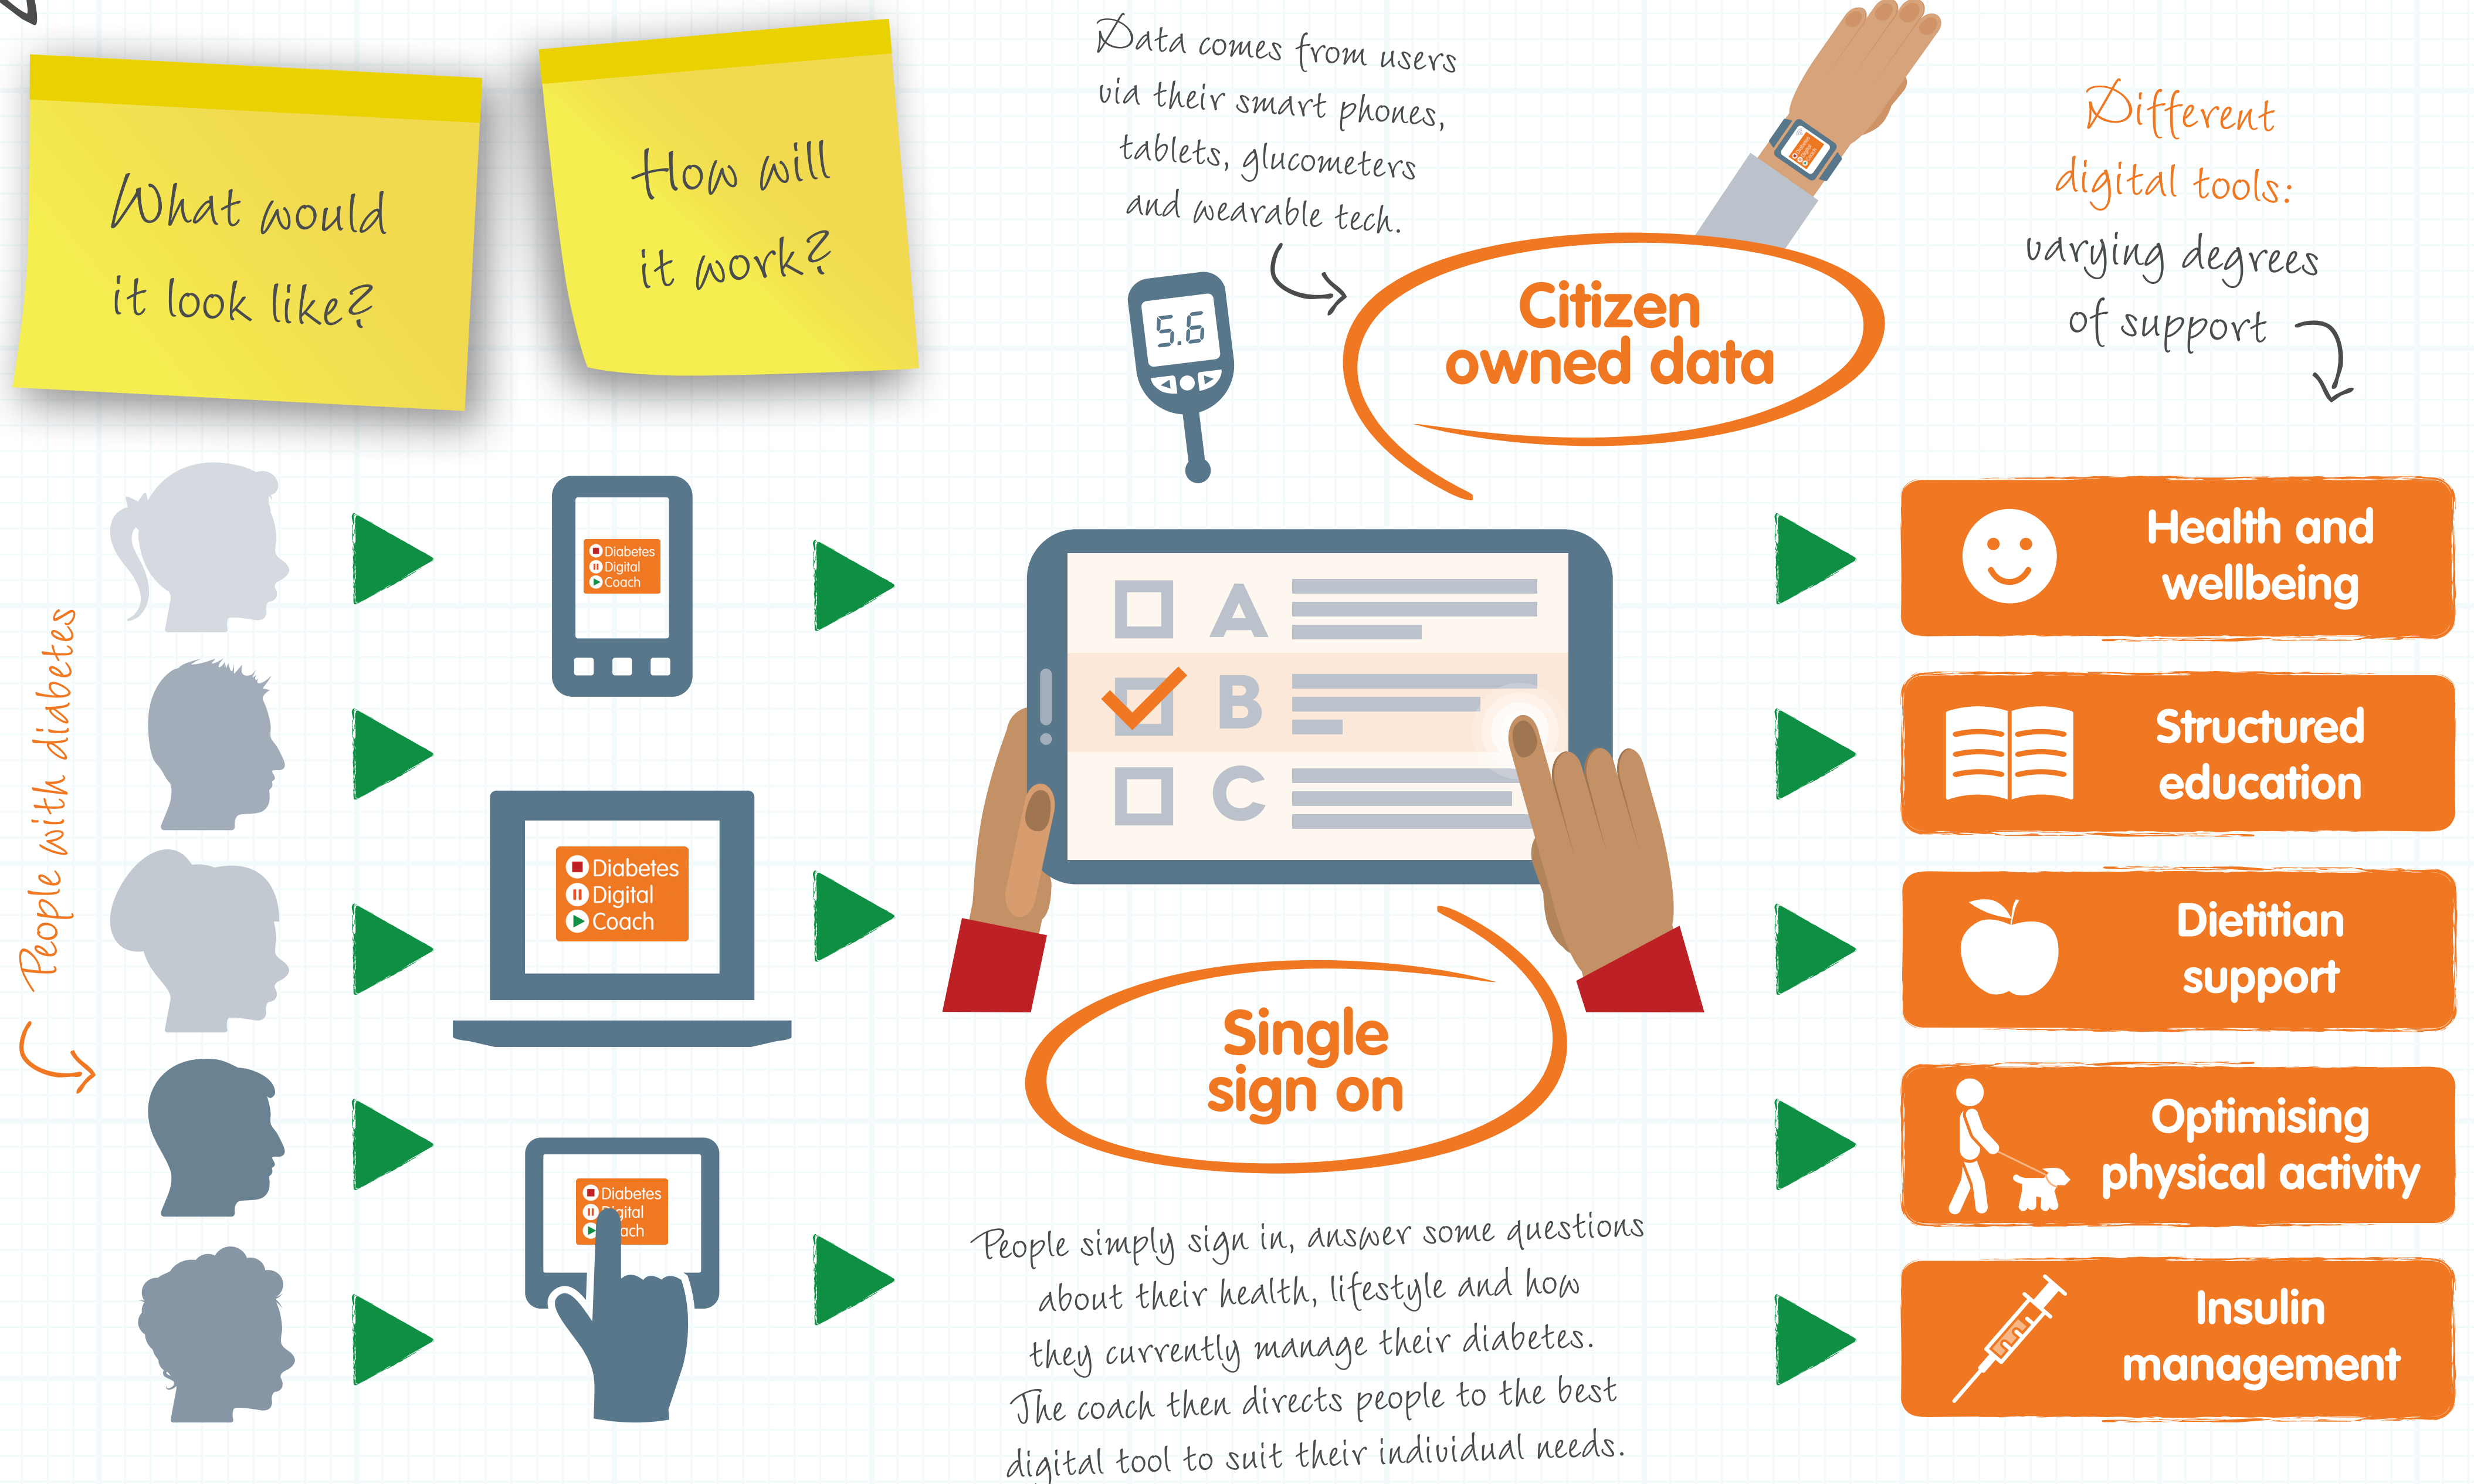 What would
it look like?
How will
it work?
Data comes from users
via their smart phones,
tablets, glucometers
and wearable tech.
5.6
Citizen
owned data
Different
digital tools:
varying degrees
of support
People with diabetes
Diabetes
Digital
Coach
Diabetes
Digital
Coach
Diabetes
gital
ach
A
B
C
Single
sign on
People simply sign in, answer some questions
about their health, lifestyle and how
they currently manage their diabetes.
The coach then directs people to the best
digital tool to suit their individual needs.
Health and
wellbeing
Structured
education
Dietitian
support
Optimising
physical activity
Insulin
management